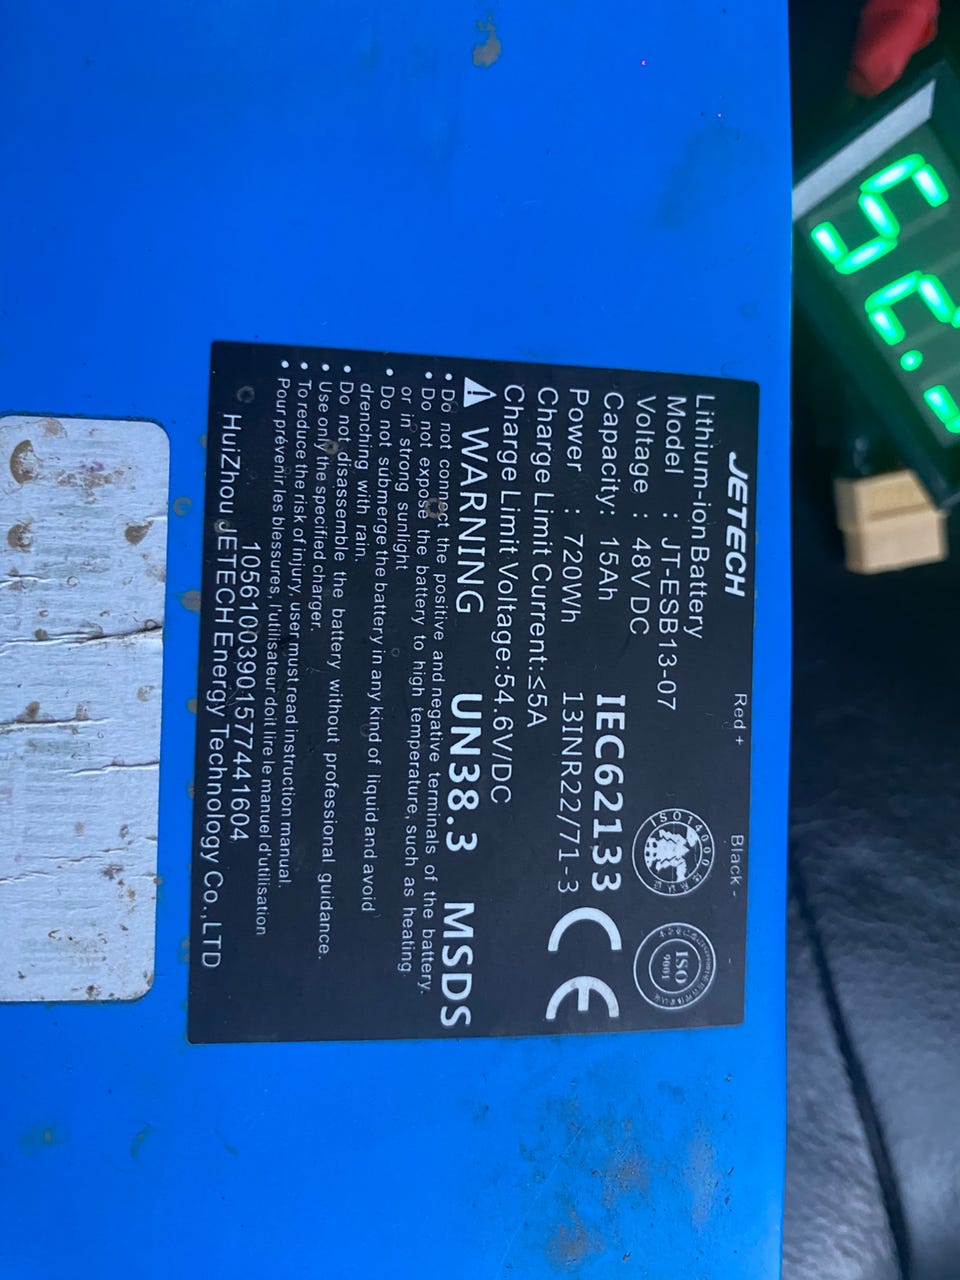 JETECH
Red +
Black -
Lithium-ion Battery
Model : JT-ESB13-07
Voltage : 48V DC
Capacity: 15Ah IEC62133
Power : 720Wh 13INR22/71-3
Charge Limit Current:≤5A
Charge Limit Voltage:54.6V/DC
CE
ISO14000
ISO
9001
WARNING UN38.3 MSDS
• Do not connect the positive and negative terminals of the battery.
• Do not expose the battery to high temperature, such as heating,
or in strong sunlight
• Do not submerge the battery in any kind of liquid and avoid
drenching with rain.
• Do not disassemble the battery without professional guidance.
• Use only the specified charger.
• To reduce the risk of injury, user must read instruction manual.
• Pour prévenir les blessures, l'utilisateur doit lire le manuel d'utilisation
10561003901577441604
HuiZhou JETECH Energy Technology Co.,LTD